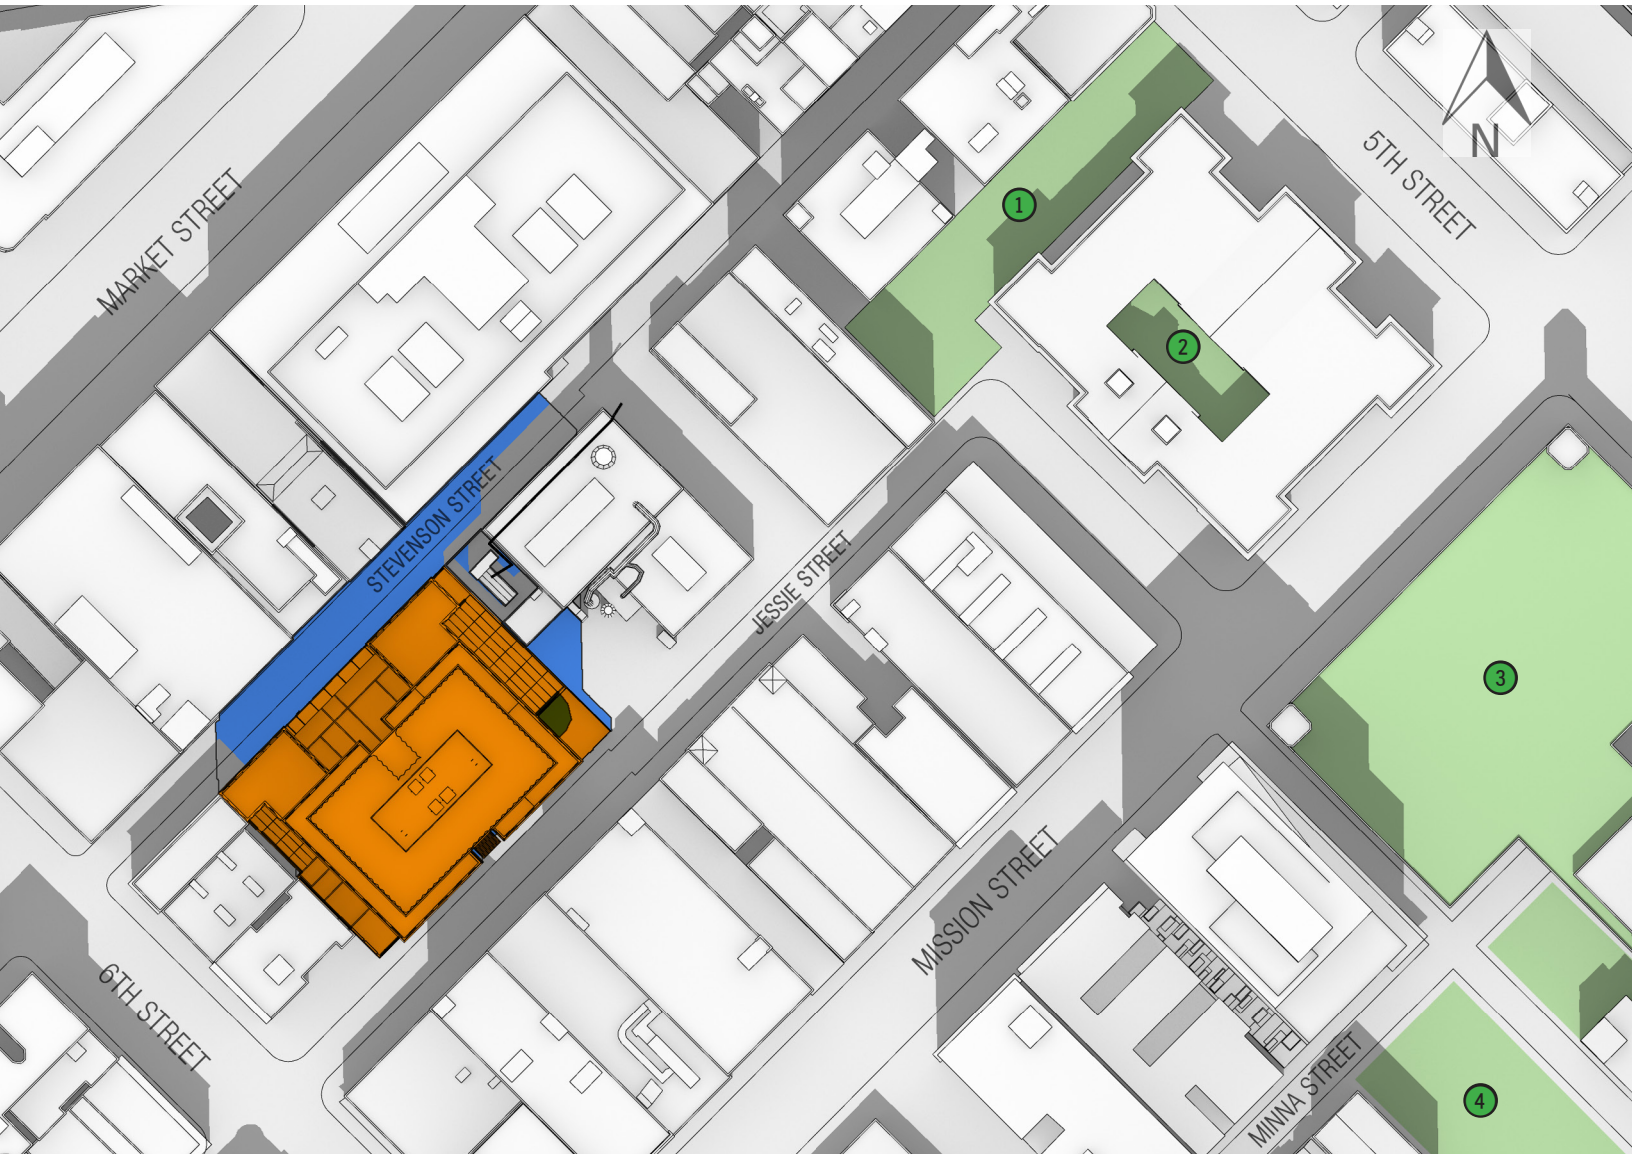 N
5TH STREET
MARKET STREET
1
2
STEVENSON STREET
JESSIE STREET
3
MISSION STREET
6TH STREET
MINNA STREET
4